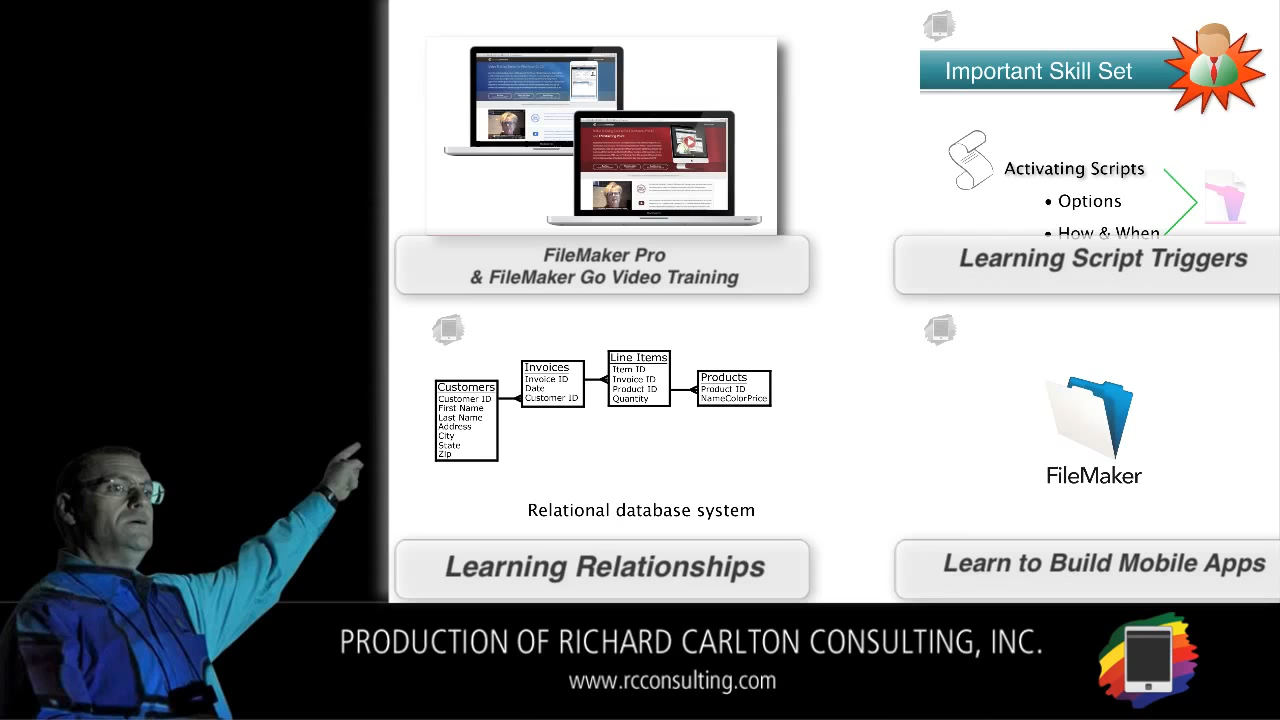 Important Skill Set
Activating Scripts
• Options
• How & When
FileMaker Pro
& FileMaker Go Video Training
Learning Script Triggers
Customers
Customer ID
First Name
Last Name
Address
City
State
Zip
Invoices
Invoice ID
Date
Customer ID
Line Items
Item ID
Invoice ID
Product ID
Quantity
Products
Product ID
NameColorPrice
Relational database system
FileMaker
Learning Relationships
Learn to Build Mobile Apps
PRODUCTION OF RICHARD CARLTON CONSULTING, INC.
www.rcconsulting.com